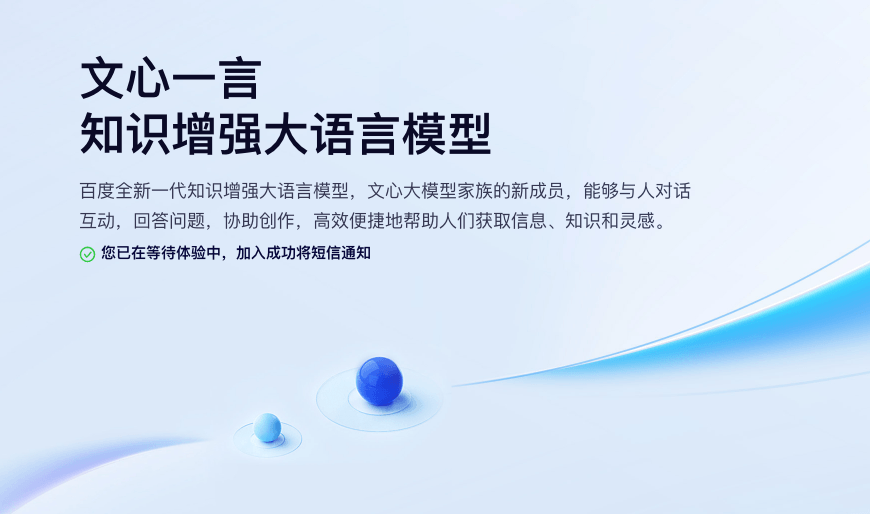 文心一言
知识增强大语言模型
百度全新一代知识增强大语言模型，文心大模型家族的新成员，能够与人对话
互动，回答问题，协助创作，高效便捷地帮助人们获取信息、知识和灵感。
您已在等待体验中，加入成功将短信通知